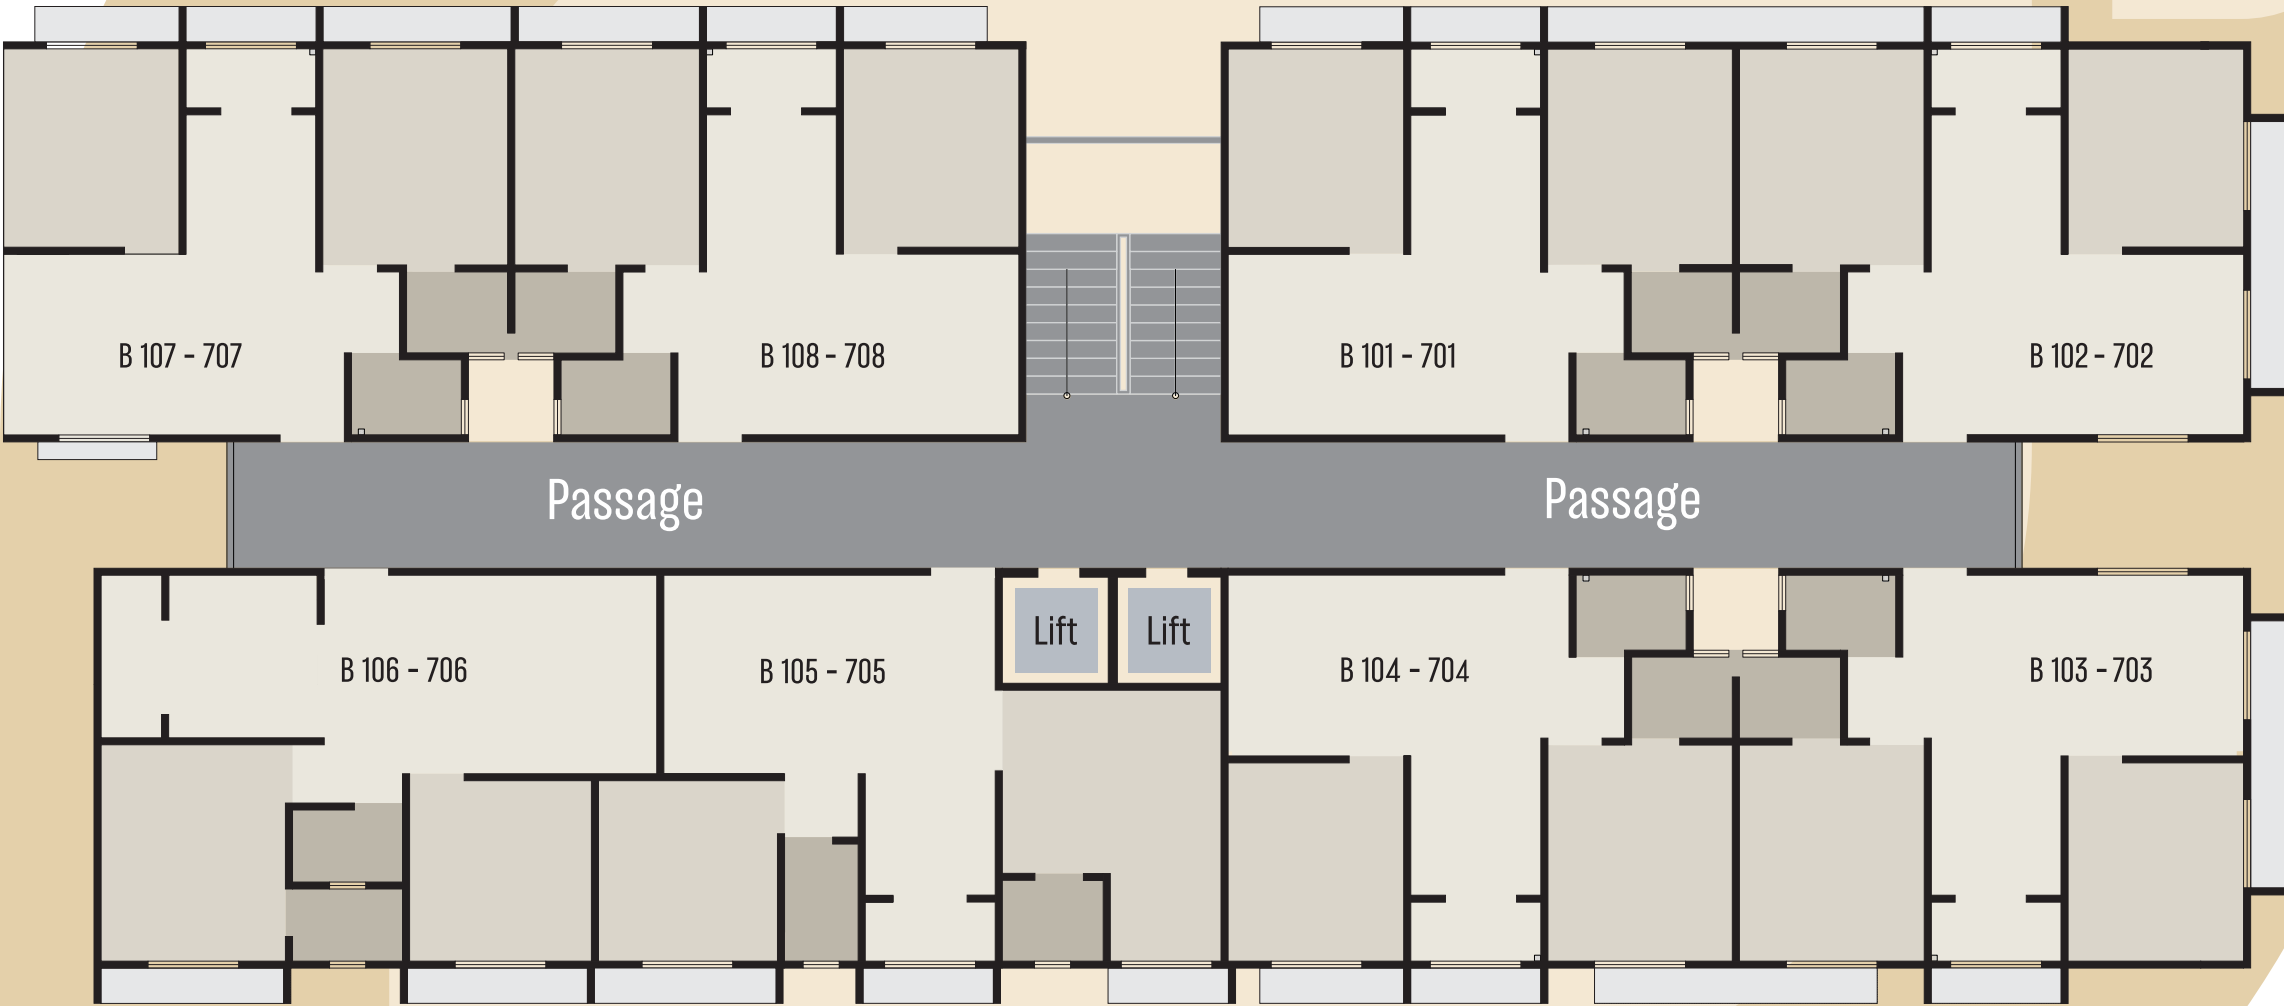 B 107 - 707
B 108 - 708
B 101 - 701
B 102 - 702
Passage
Passage
Lift
Lift
B 106 - 706
B 105 - 705
B 104 - 704
B 103 - 703